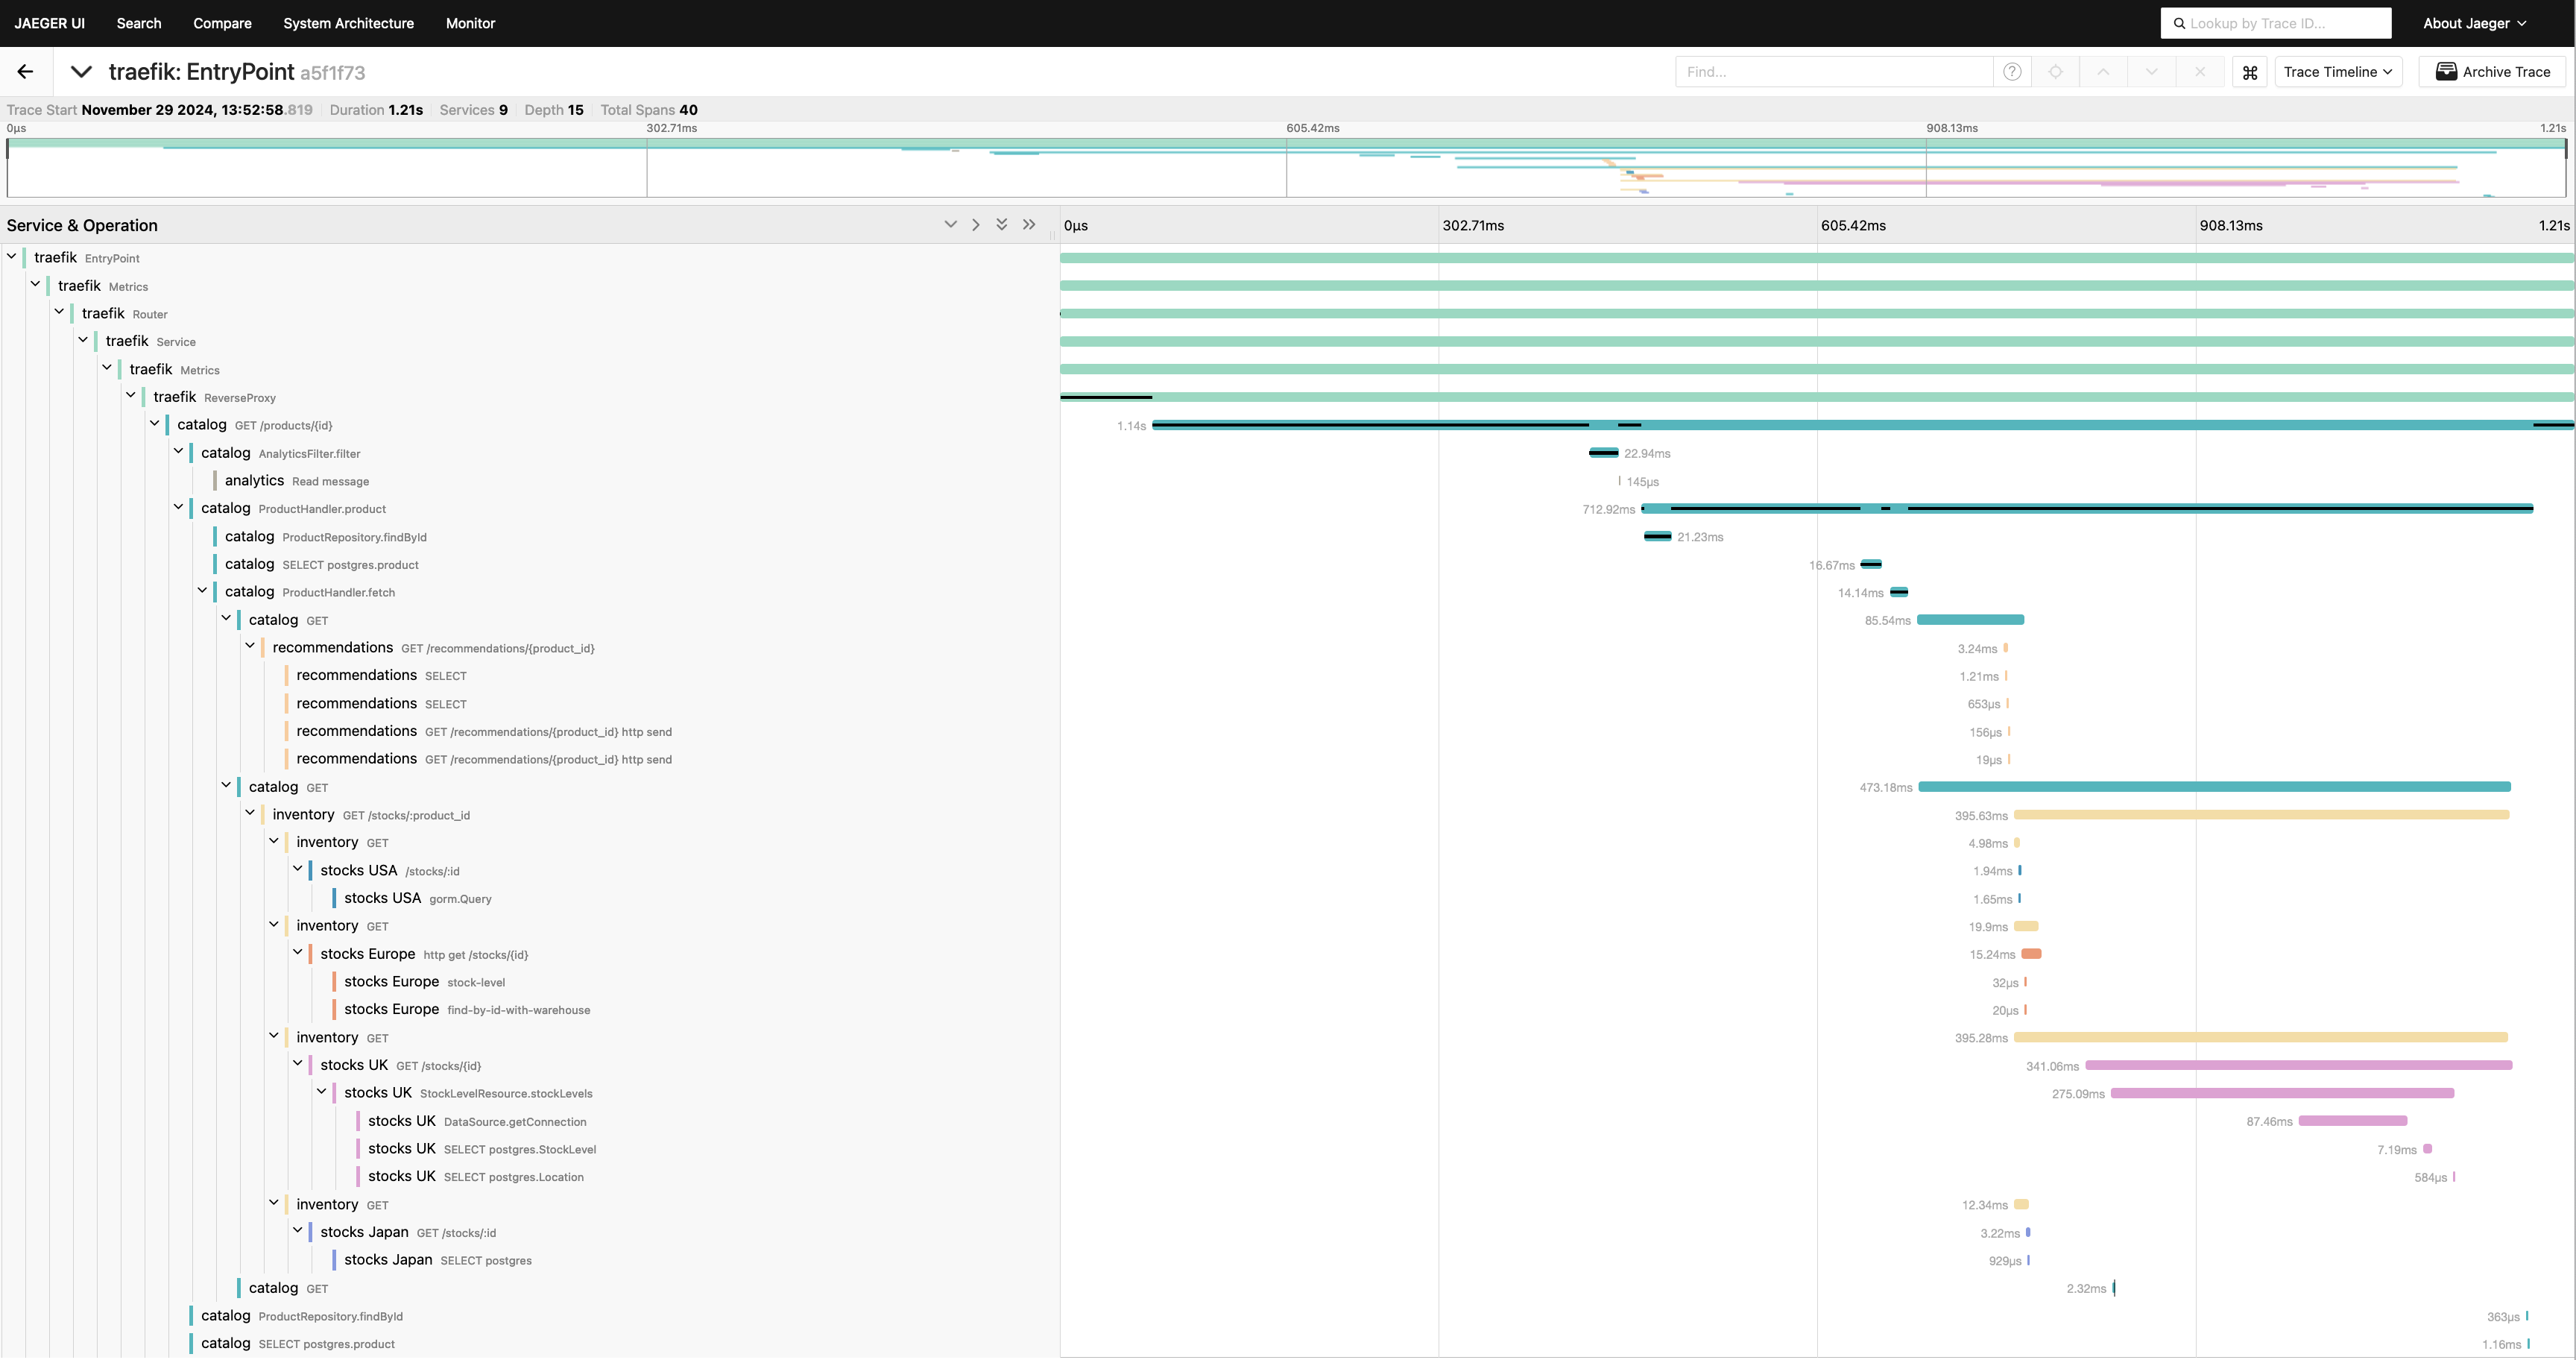 JAEGER UI Search Compare System Architecture Monitor Lookup by Trace ID... About Jaeger
traefik: EntryPoint a5f1f73 Find... Trace Timeline Archive Trace
Trace Start November 29 2024, 13:52:58.819 Duration 1.21s Services 9 Depth 15 Total Spans 40
0μs 302.71ms 605.42ms 908.13ms 1.21s
Service & Operation 0μs 302.71ms 605.42ms 908.13ms 1.21s
traefik EntryPoint
traefik Metrics
traefik Router
traefik Service
traefik Metrics
traefik ReverseProxy
catalog GET /products/{id} 1.14s
catalog AnalyticsFilter.filter 22.94ms
analytics Read message 145μs
catalog ProductHandler.product 712.92ms
catalog ProductRepository.findById 21.23ms
catalog SELECT postgres.product 16.67ms
catalog ProductHandler.fetch 14.14ms
catalog GET 85.54ms
recommendations GET /recommendations/{product_id} 3.24ms
recommendations SELECT 1.21ms
recommendations SELECT 653μs
recommendations GET /recommendations/{product_id} http send 156μs
recommendations GET /recommendations/{product_id} http send 19μs
catalog GET 473.18ms
inventory GET /stocks/:product_id 395.63ms
inventory GET 4.98ms
stocks USA /stocks/:id 1.94ms
stocks USA gorm.Query 1.65ms
inventory GET 19.9ms
stocks Europe http get /stocks/{id} 15.24ms
stocks Europe stock-level 32μs
stocks Europe find-by-id-with-warehouse 20μs
inventory GET 395.28ms
stocks UK GET /stocks/{id} 341.06ms
stocks UK StockLevelResource.stockLevels 275.09ms
stocks UK DataSource.getConnection 87.46ms
stocks UK SELECT postgres.StockLevel 7.19ms
stocks UK SELECT postgres.Location 584μs
inventory GET 12.34ms
stocks Japan GET /stocks/:id 3.22ms
stocks Japan SELECT postgres 929μs
catalog GET 2.32ms
catalog ProductRepository.findById 363μs
catalog SELECT postgres.product 1.16ms